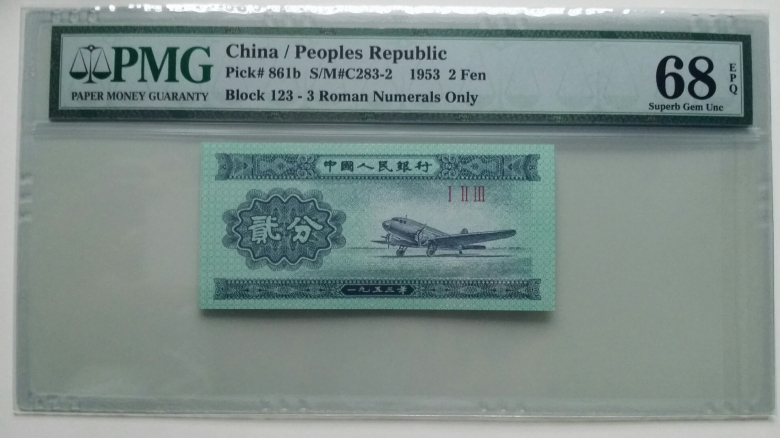 PMG
PAPER MONEY GUARANTY
China / Peoples Republic
Pick# 861b S/M#C283-2 1953 2 Fen
Block 123 - 3 Roman Numerals Only
68 EPQ
Superb Gem Unc
中國人民銀行
I II III
貳分
一九五三年